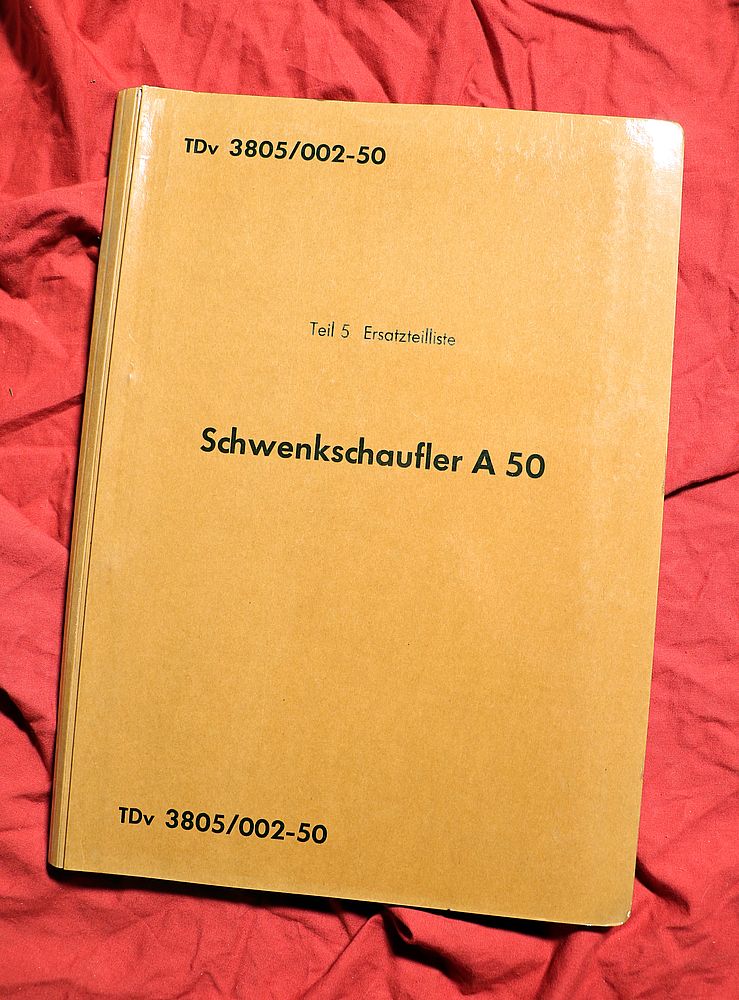 TDv 3805/002-50
Teil 5 Ersatzteilliste
Schwenkschaufler A 50
TDv 3805/002-50